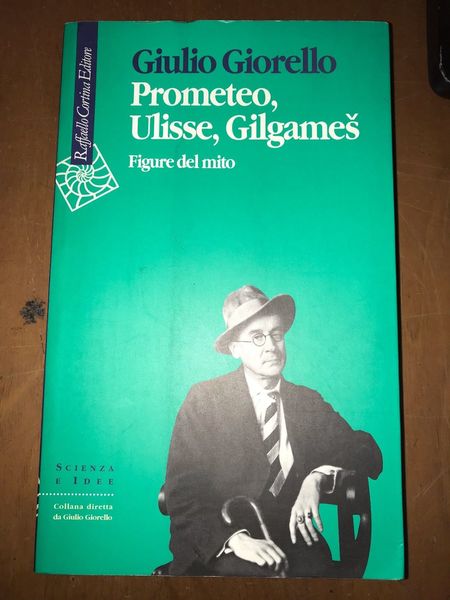 Raffaello Cortina Editore
Giulio Giorello
Prometeo,
Ulisse, Gilgameš
Figure del mito
SCIENZA
E IDEE
Collana diretta
da Giulio Giorello